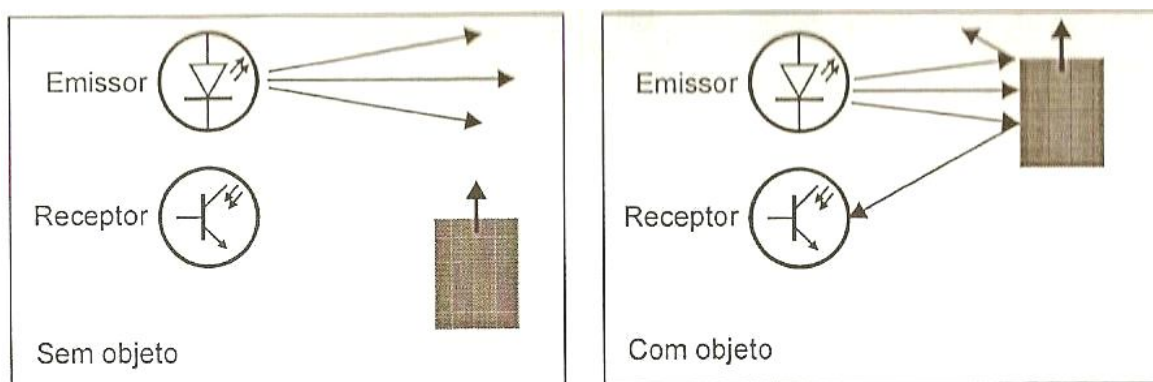 Emissor
Receptor
Sem objeto
Emissor
Receptor
Com objeto